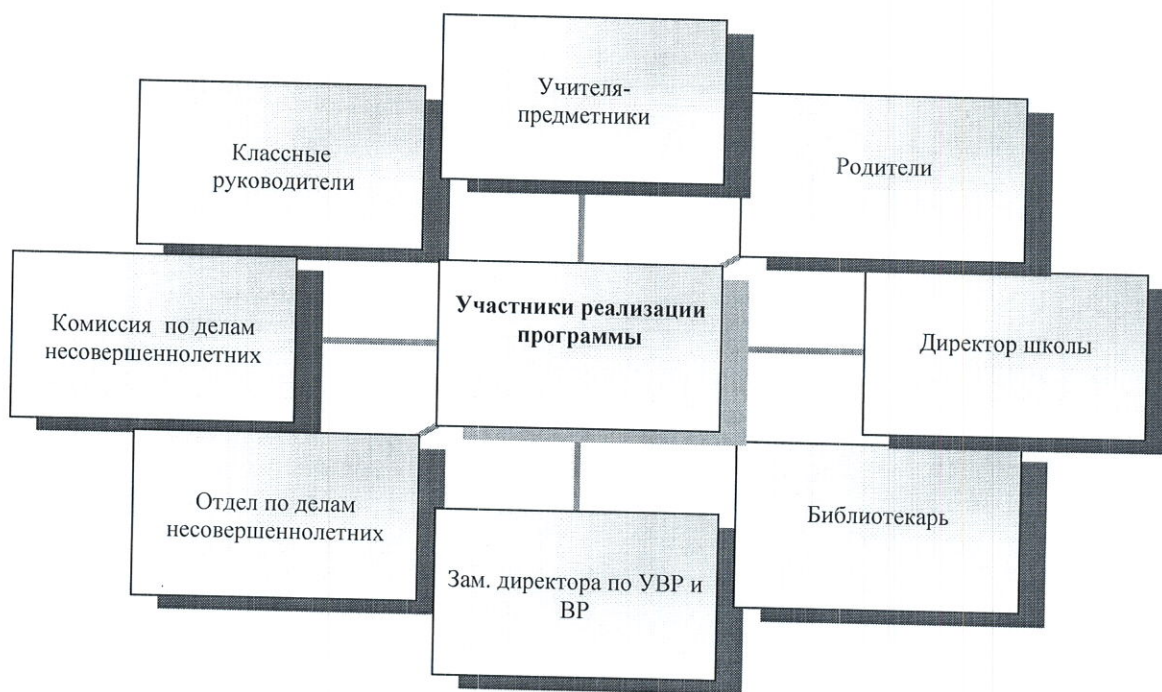 Учителя-
предметники
Классные
руководители
Родители
Участники реализации
программы
Комиссия по делам
несовершеннолетних
Директор школы
Отдел по делам
несовершеннолетних
Библиотекарь
Зам. директора по УВР и
ВР